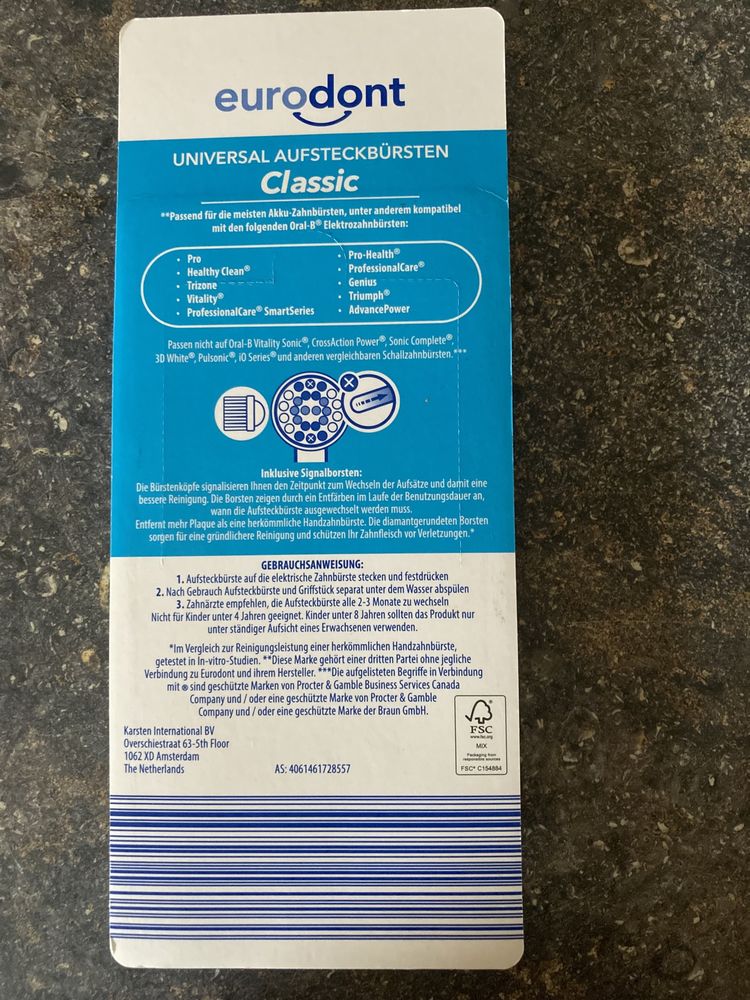 eurodont
UNIVERSAL AUFSTECKBÜRSTEN
Classic
**Passend für die meisten Akku-Zahnbürsten, unter anderem kompatibel
mit den folgenden Oral-B® Elektrozahnbürsten:
• Pro
• Healthy Clean®
• Trizone
• Vitality®
• ProfessionalCare® SmartSeries
• Pro-Health®
• ProfessionalCare®
• Genius
• Triumph®
• AdvancePower
Passen nicht auf Oral-B Vitality Sonic®, CrossAction Power®, Sonic Complete®,
3D White®, Pulsonic®, iO Series® und anderen vergleichbaren Schallzahnbürsten.***
Inklusive Signalborsten:
Die Bürstenköpfe signalisieren Ihnen den Zeitpunkt zum Wechseln der Aufsätze und damit eine
bessere Reinigung. Die Borsten zeigen durch ein Entfärben im Laufe der Benutzungsdauer an,
wann die Aufsteckbürste ausgewechselt werden muss.
Entfernt mehr Plaque als eine herkömmliche Handzahnbürste. Die diamantgerundeten Borsten
sorgen für eine gründlichere Reinigung und schützen Ihr Zahnfleisch vor Verletzungen.*
GEBRAUCHSANWEISUNG:
1. Aufsteckbürste auf die elektrische Zahnbürste stecken und festdrücken
2. Nach Gebrauch Aufsteckbürste und Griffstück separat unter dem Wasser abspülen
3. Zahnärzte empfehlen, die Aufsteckbürste alle 2-3 Monate zu wechseln
Nicht für Kinder unter 4 Jahren geeignet. Kinder unter 8 Jahren sollten das Produkt nur
unter ständiger Aufsicht eines Erwachsenen verwenden.
*Im Vergleich zur Reinigungsleistung einer herkömmlichen Handzahnbürste,
getestet in In-vitro-Studien. **Diese Marke gehört einer dritten Partei ohne jegliche
Verbindung zu Eurodont und ihrem Hersteller. ***Die aufgelisteten Begriffe in Verbindung
mit ® sind geschützte Marken von Procter & Gamble Business Services Canada
Company und / oder eine geschützte Marke von Procter & Gamble
Company und / oder eine geschützte Marke der Braun GmbH.
Karsten International BV
Overschiestraat 63-5th Floor
1062 XD Amsterdam
The Netherlands
AS: 4061461728557
FSC
www.fsc.org
MIX
Packaging from
responsible sources
FSC® C154884